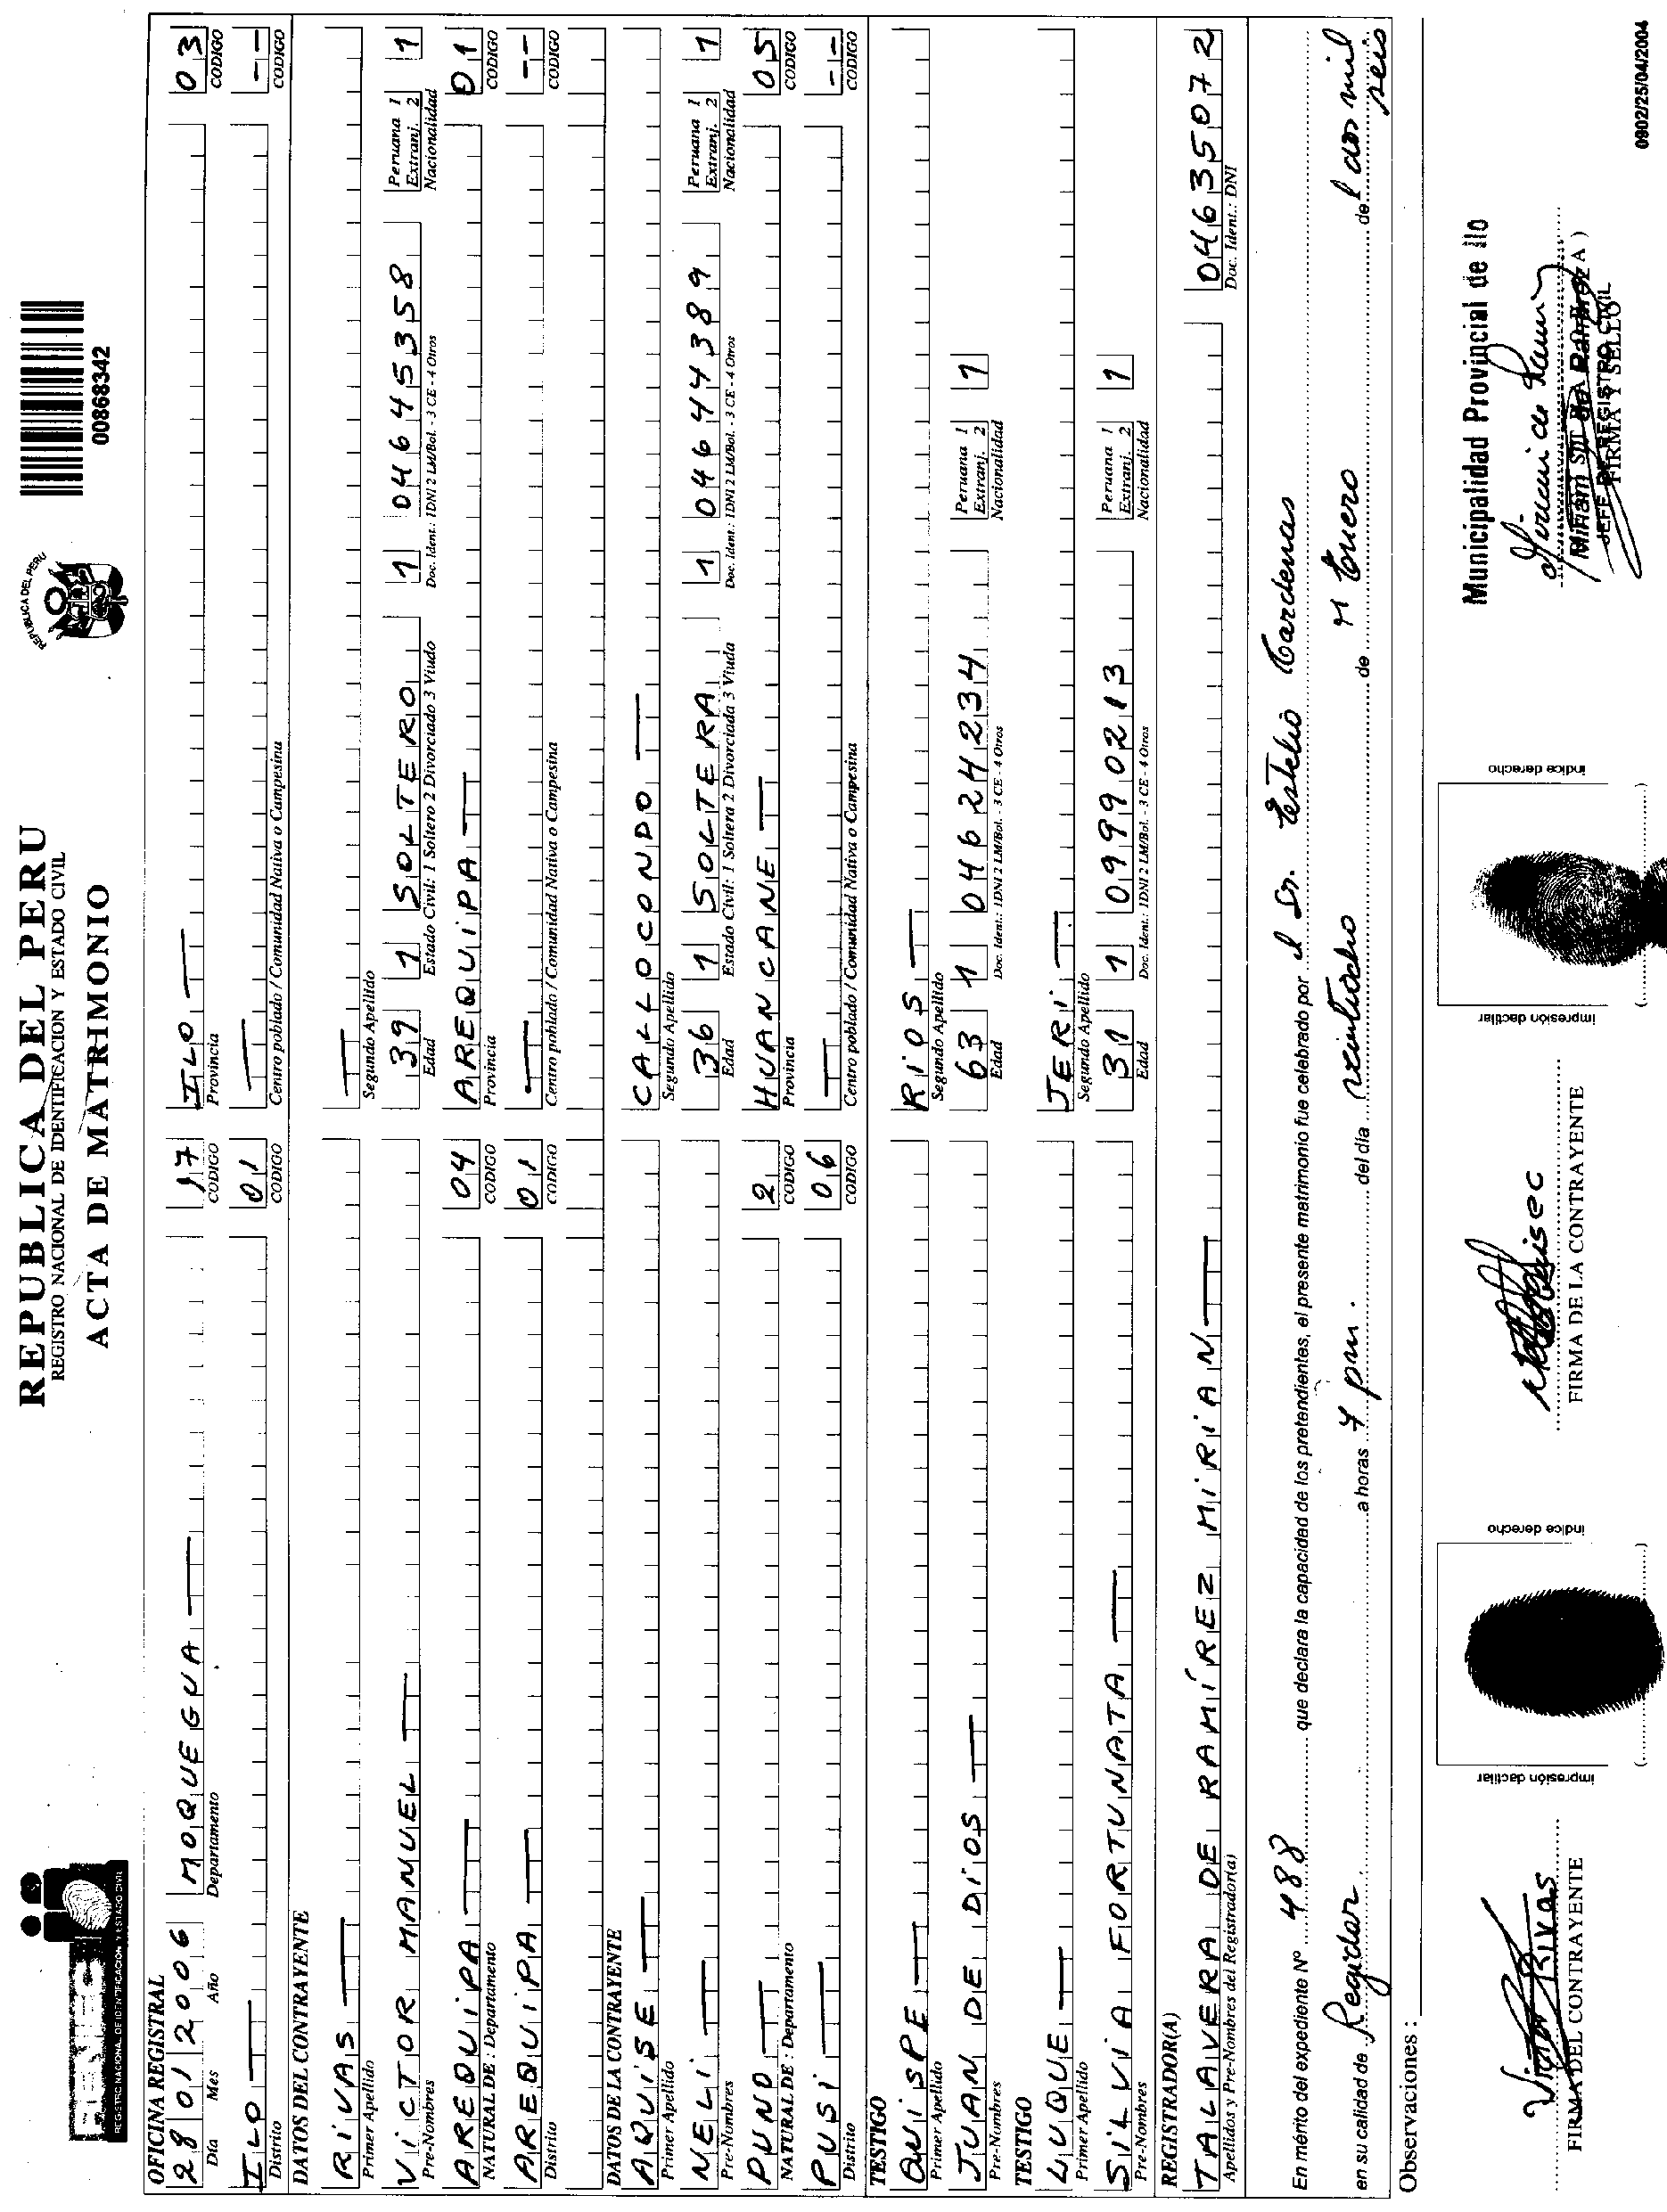 REPUBLICA DEL PERU
REGISTRO NACIONAL DE IDENTIFICACION Y ESTADO CIVIL
ACTA DE MATRIMONIO
REGISTRO NACIONAL DE IDENTIFICACION Y ESTADO CIVIL
REPUBLICA DEL PERU
00868342
OFICINA REGISTRAL
28 01 2006 MOQUEGUA 17 ILO 03
Día Mes Año Departamento CODIGO Provincia CODIGO
ILO 01 --
Distrito CODIGO Centro poblado / Comunidad Nativa o Campesina CODIGO
DATOS DEL CONTRAYENTE
RIVAS
Primer Apellido Segundo Apellido
VICTOR MANUEL 39 1 SOLTERO 1 04645358 Peruana 1 Extranj. 2 1
Pre-Nombres Edad Estado Civil: 1 Soltero 2 Divorciado 3 Viudo Doc. Ident.: 1DNI 2 LM/Bol. - 3 CE - 4 Otros Nacionalidad
AREQUIPA 04 AREQUIPA 01
NATURAL DE : Departamento CODIGO Provincia CODIGO
AREQUIPA 01 --
Distrito CODIGO Centro poblado / Comunidad Nativa o Campesina CODIGO
DATOS DE LA CONTRAYENTE
AQUISE CALLOCONDO
Primer Apellido Segundo Apellido
NELI 36 1 SOLTERA 1 04644389 Peruana 1 Extranj. 2 1
Pre-Nombres Edad Estado Civil: 1 Soltera 2 Divorciada 3 Viuda Doc. Ident.: 1DNI 2 LM/Bol. - 3 CE - 4 Otros Nacionalidad
PUNO 2 HUANCANE 05
NATURAL DE : Departamento CODIGO Provincia CODIGO
PUSI 06 --
Distrito CODIGO Centro poblado / Comunidad Nativa o Campesina CODIGO
TESTIGO
QUISPE RIOS
Primer Apellido Segundo Apellido
JUAN DE DIOS 63 1 04624234 Peruana 1 Extranj. 2 1
Pre-Nombres Edad Doc. Ident.: 1DNI 2 LM/Bol. - 3 CE - 4 Otros Nacionalidad
TESTIGO
LUQUE JERI
Primer Apellido Segundo Apellido
SILVIA FORTUNATA 31 1 09990213 Peruana 1 Extranj. 2 1
Pre-Nombres Edad Doc. Ident.: 1DNI 2 LM/Bol. - 3 CE - 4 Otros Nacionalidad
REGISTRADOR(A)
TALAVERA DE RAMÍREZ MIRIAN 04635072
Apellidos y Pre-Nombres del Registrador(a) Doc. Ident.: DNI
En mérito del expediente Nº 488 que declara la capacidad de los pretendientes, el presente matrimonio fue celebrado por el Sr. Cardenas
en su calidad de Regidor a horas 7 pm. del día veintiocho de Enero de l dos mil seis
Observaciones :
Municipalidad Provincial de Ilo
JEFE DE REGISTRO CIVIL
FIRMA Y SELLO
impresión dactilar índice derecho impresión dactilar índice derecho
Victor Rivas
FIRMA DEL CONTRAYENTE FIRMA DE LA CONTRAYENTE
0902/25/04/2004